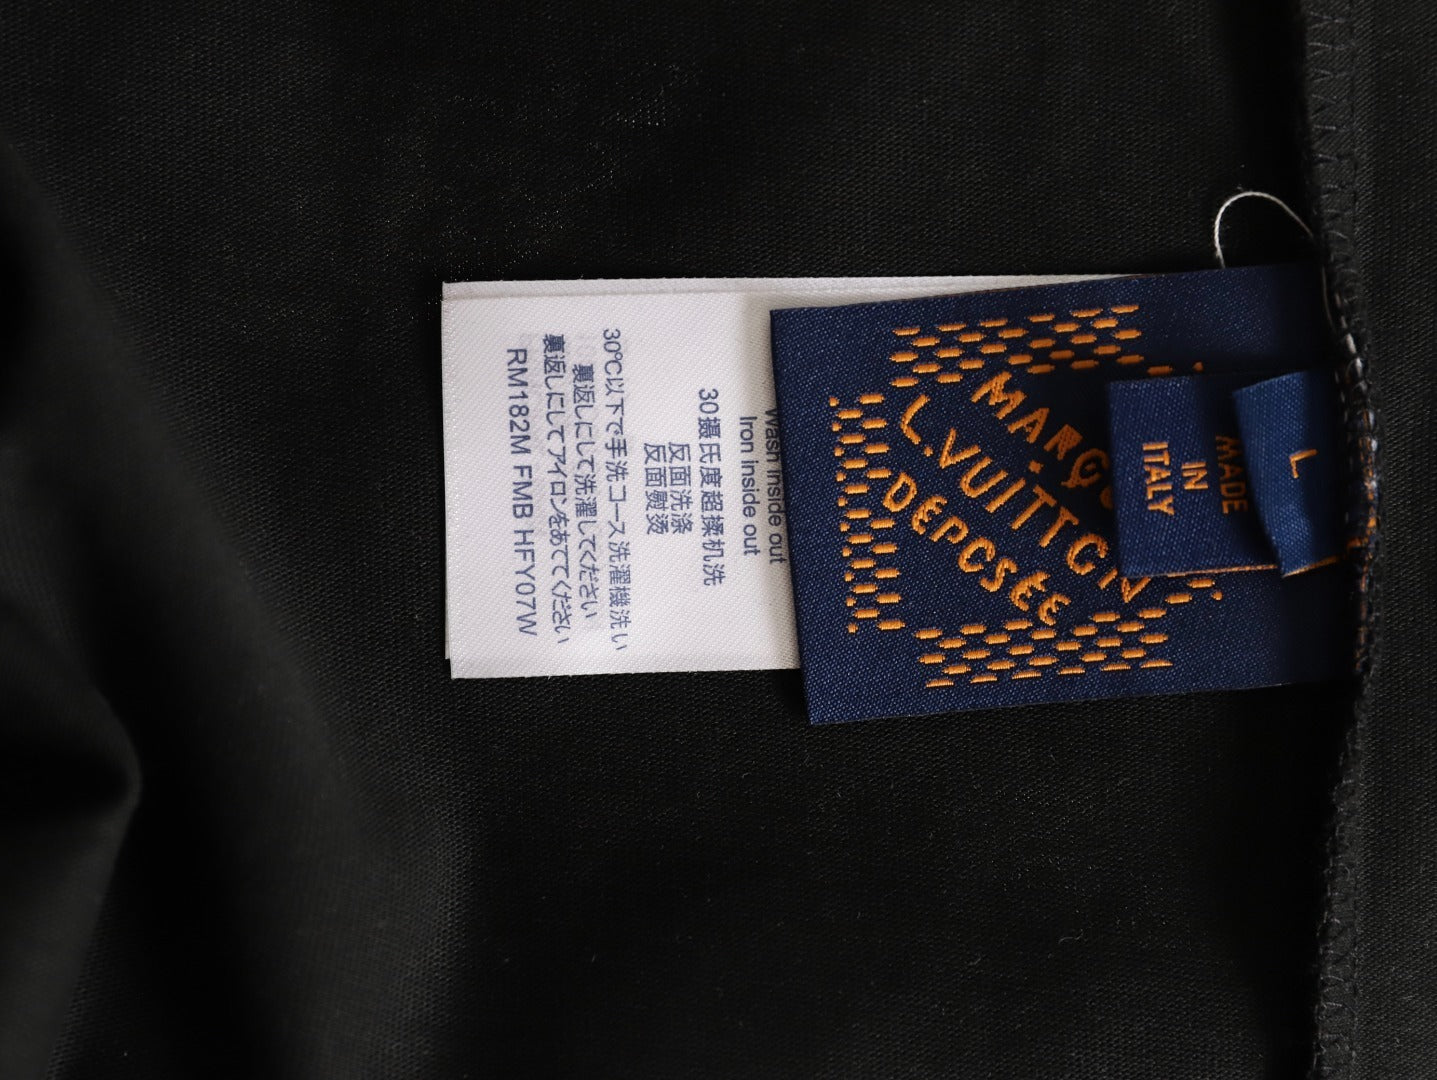 Wash inside out
Iron inside out
30摄氏度超揉机洗
反面洗涤
反面熨烫
30℃以下で手洗コース洗濯機洗い
裏返しにして洗濯してください
裏返しにしてアイロンをあててください
RM182M FMB HFY07W
L. VUITTON
DÉPOSÉE
MADE
IN
ITALY
L